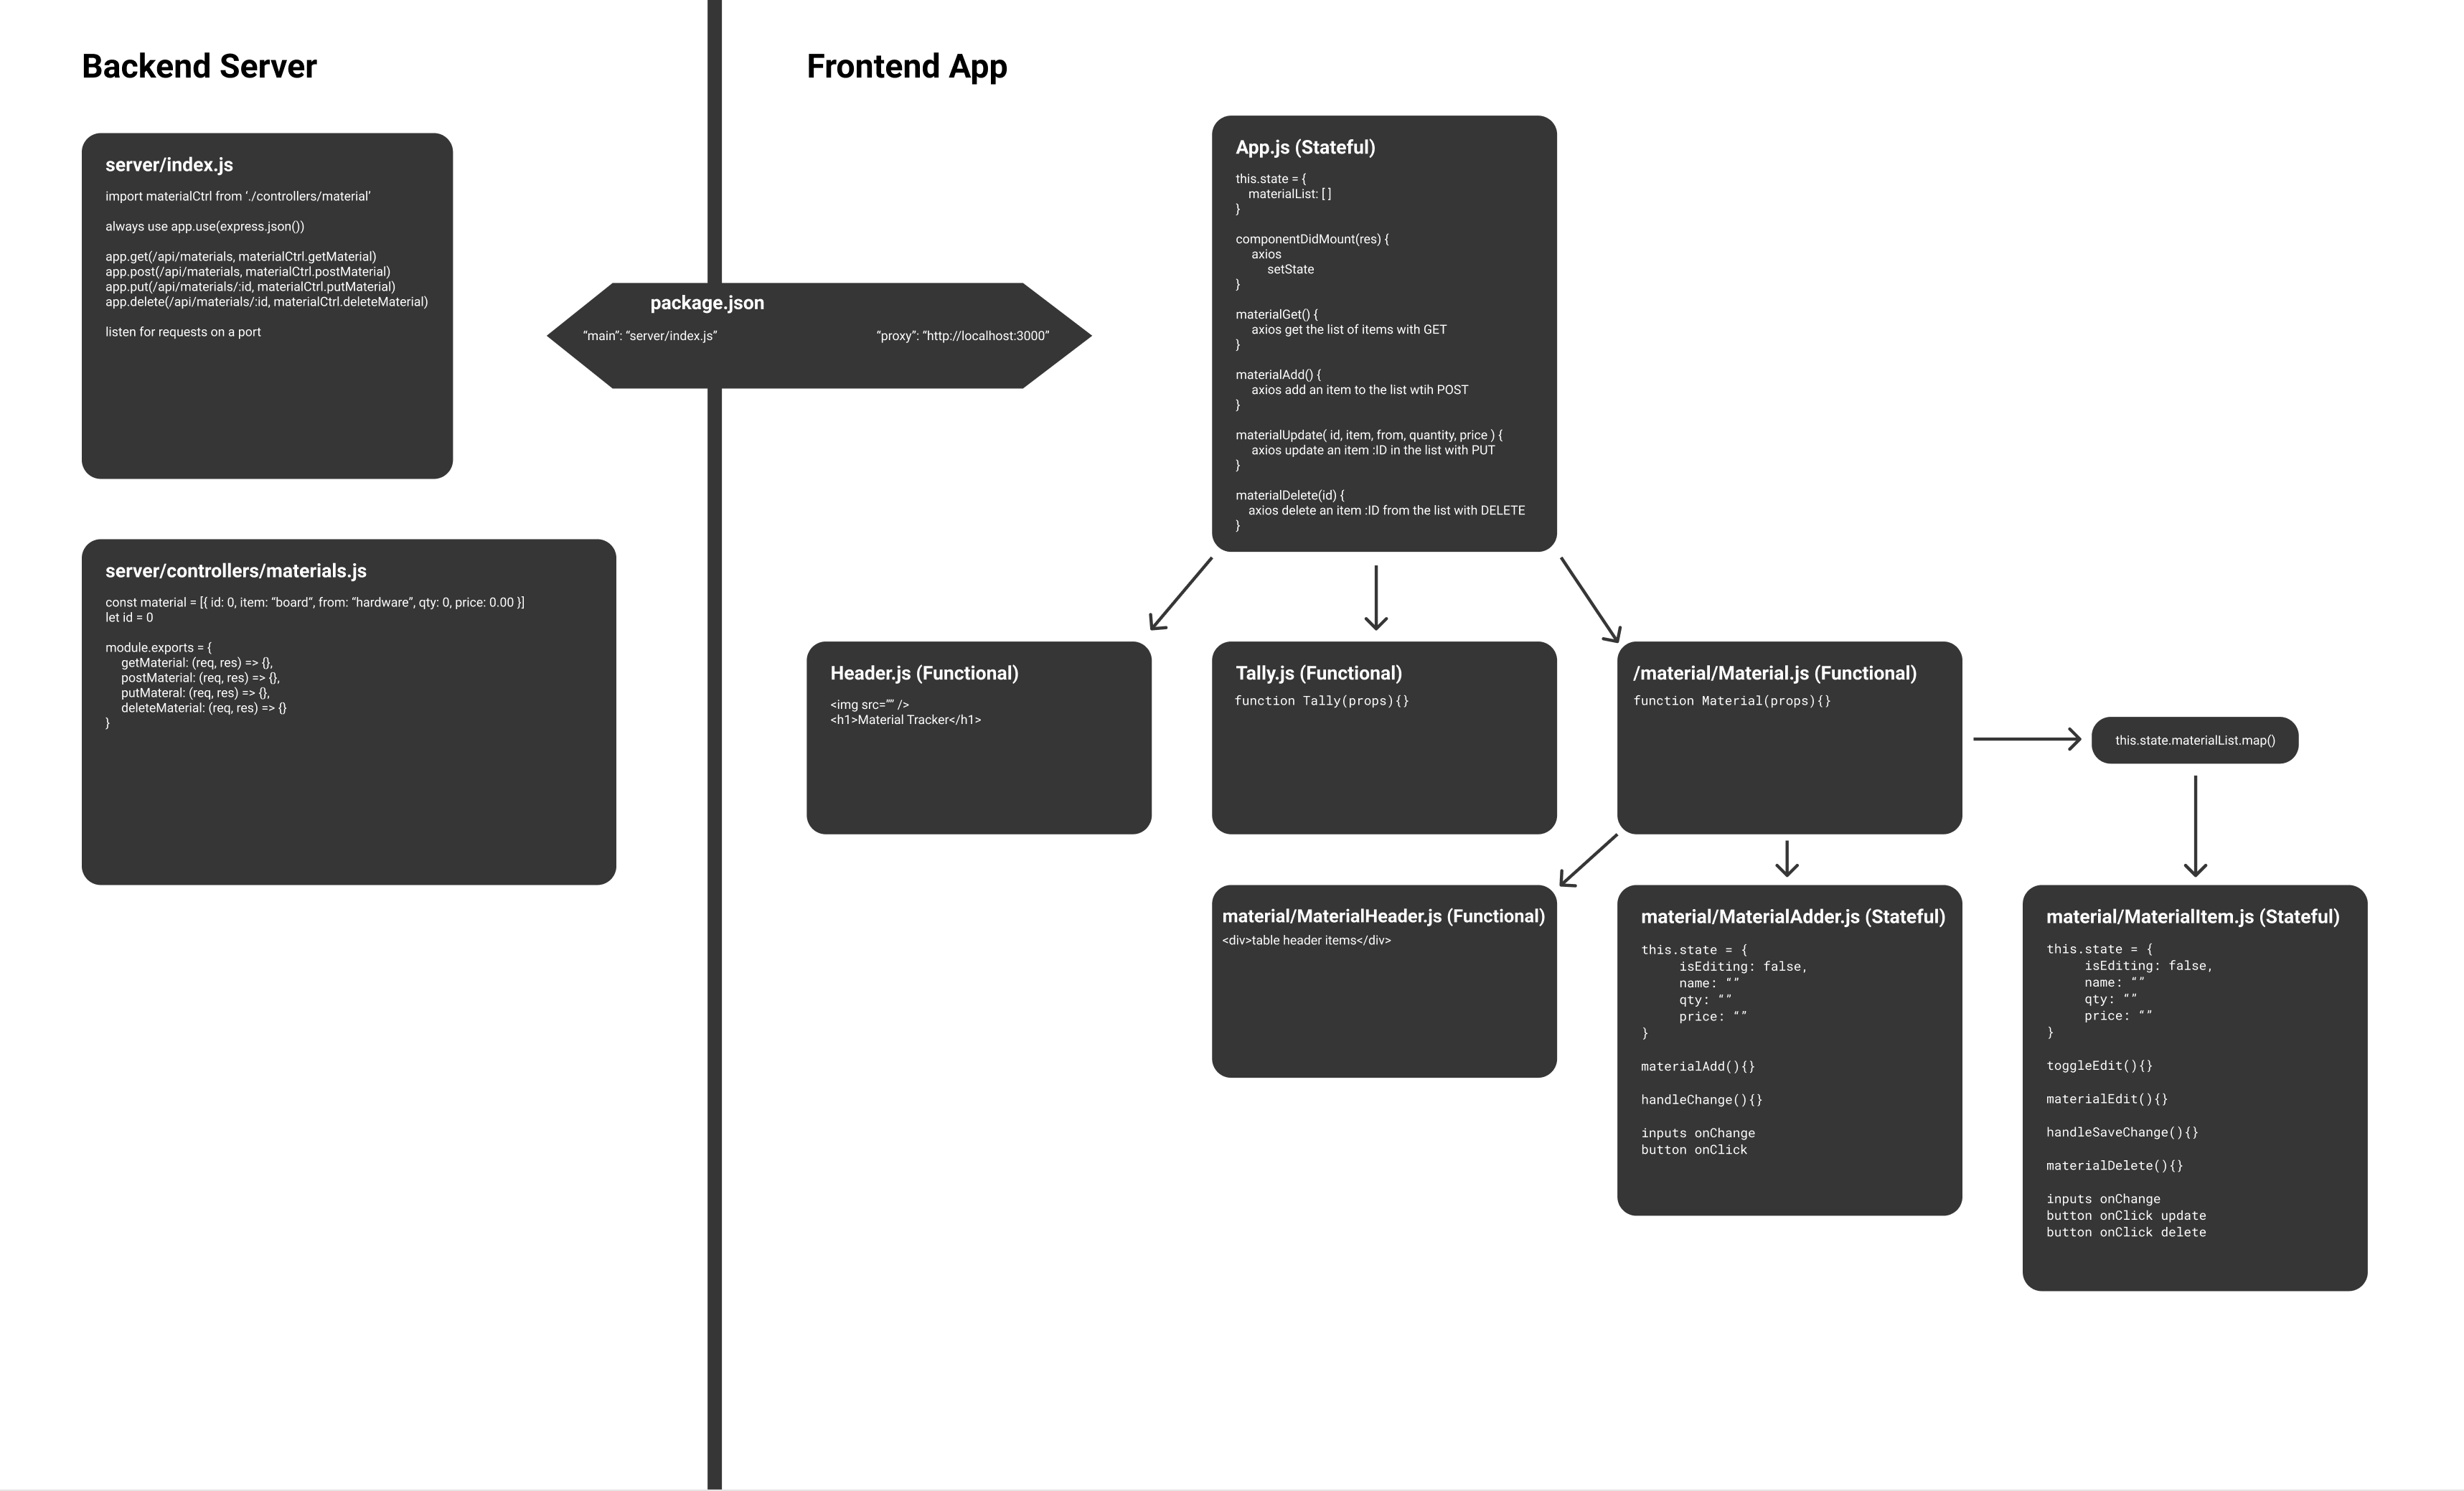 Backend Server
server/index.js
import materialCtrl from ‘./controllers/material’
always use app.use(express.json())
app.get(/api/materials, materialCtrl.getMaterial)
app.post(/api/materials, materialCtrl.postMaterial)
app.put(/api/materials/:id, materialCtrl.putMaterial)
app.delete(/api/materials/:id, materialCtrl.deleteMaterial)
listen for requests on a port
server/controllers/materials.js
const material = [{ id: 0, item: “board”, from: “hardware”, qty: 0, price: 0.00 }]
let id = 0
module.exports = {
getMaterial: (req, res) => {},
postMaterial: (req, res) => {},
putMateral: (req, res) => {},
deleteMaterial: (req, res) => {}
}
package.json
“main”: “server/index.js”
“proxy”: “http://localhost:3000”
Frontend App
App.js (Stateful)
this.state = {
materialList: [ ]
}
componentDidMount(res) {
axios
setState
}
materialGet() {
axios get the list of items with GET
}
materialAdd() {
axios add an item to the list wtih POST
}
materialUpdate( id, item, from, quantity, price ) {
axios update an item :ID in the list with PUT
}
materialDelete(id) {
axios delete an item :ID from the list with DELETE
}
Header.js (Functional)
<img src=“” />
<h1>Material Tracker</h1>
Tally.js (Functional)
function Tally(props){}
/material/Material.js (Functional)
function Material(props){}
this.state.materialList.map()
material/MaterialHeader.js (Functional)
<div>table header items</div>
material/MaterialAdder.js (Stateful)
this.state = {
isEditing: false,
name: “”
qty: “”
price: “”
}
materialAdd(){}
handleChange(){}
inputs onChange
button onClick
material/MaterialItem.js (Stateful)
this.state = {
isEditing: false,
name: “”
qty: “”
price: “”
}
toggleEdit(){}
materialEdit(){}
handleSaveChange(){}
materialDelete(){}
inputs onChange
button onClick update
button onClick delete